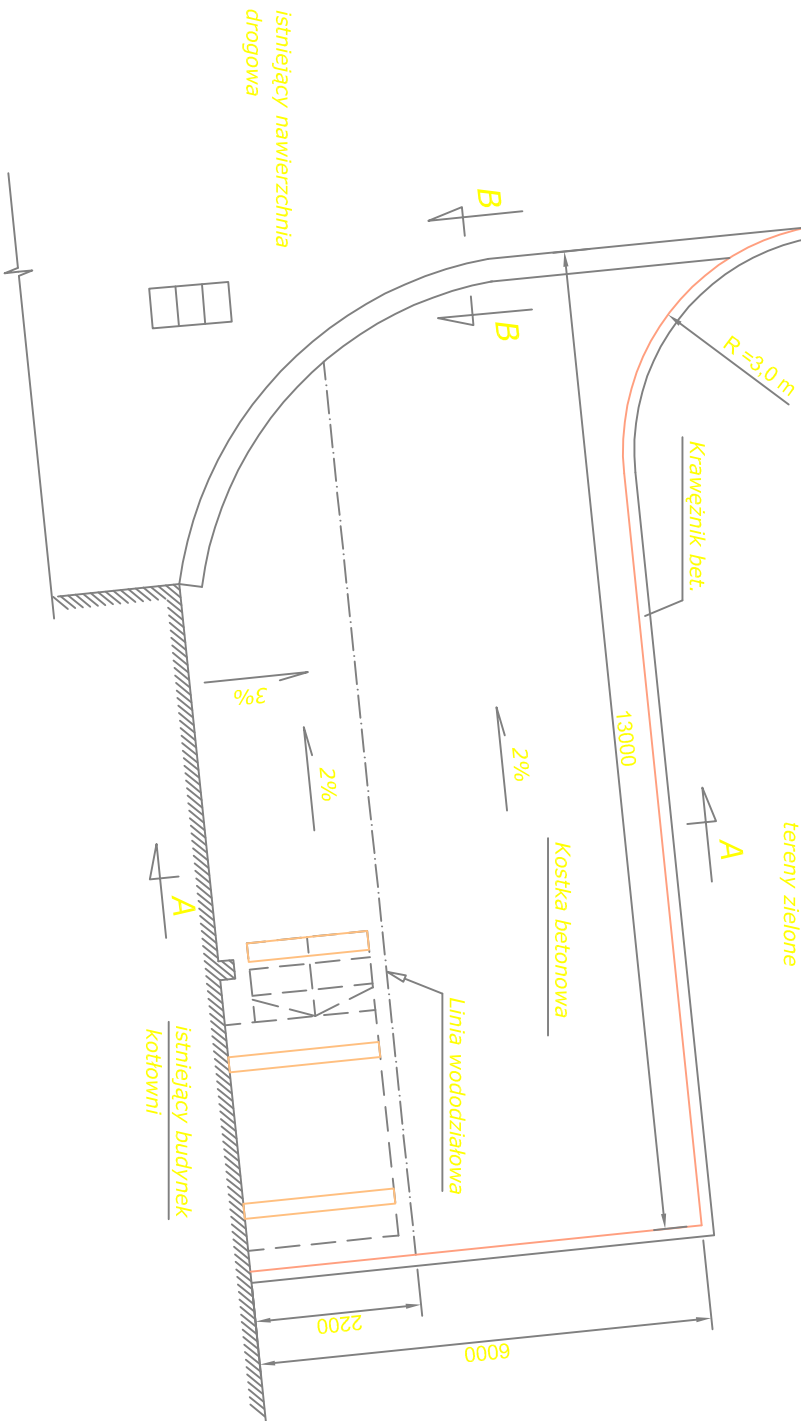 istniejący nawierzchnia
drogowa
B
B
R =3,0 m
Krawężnik bet.
13000
3%
2%
2%
A
A
tereny zielone
Kostka betonowa
Linia wododziałowa
istniejący budynek
kotłowni
2200
6000